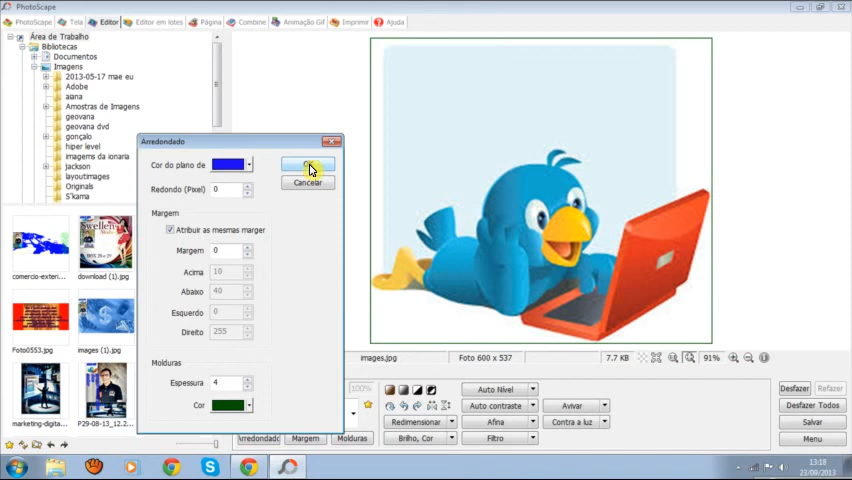 PhotoScape
PhotoScape Tela Editor Editor em lotes Página Combine Animação Gif Imprimir Ajuda
Área de Trabalho
Bibliotecas
Documentos
Imagens
2013-05-17 mae eu
Adobe
aiana
Amostras de Imagens
geovana
geovana dvd
gonçalo
hiper level
imagems da ionaria
jackson
layoutimages
Originals
S'kama
comercio-exteri... download (1).jpg
Foto0553.jpg images (1).jpg
marketing-digita... P29-08-13_12.2...
Arredondado
Cor do plano de
OK
Redondo (Pixel) 0
Cancelar
Margem
Atribuir as mesmas marger
Margem 0
Acima 10
Abaixo 40
Esquerdo 0
Direito 255
Molduras
Espessura 4
Cor
images.jpg Foto 600 x 537 7.7 KB 91%
100%
Auto Nível
Auto contraste Avivar
Redimensionar Afina Contra a luz
Brilho, Cor Filtro
Arredondado Margem Molduras
Desfazer Refazer
Desfazer Todos
Salvar
Menu
13:18
23/09/2013